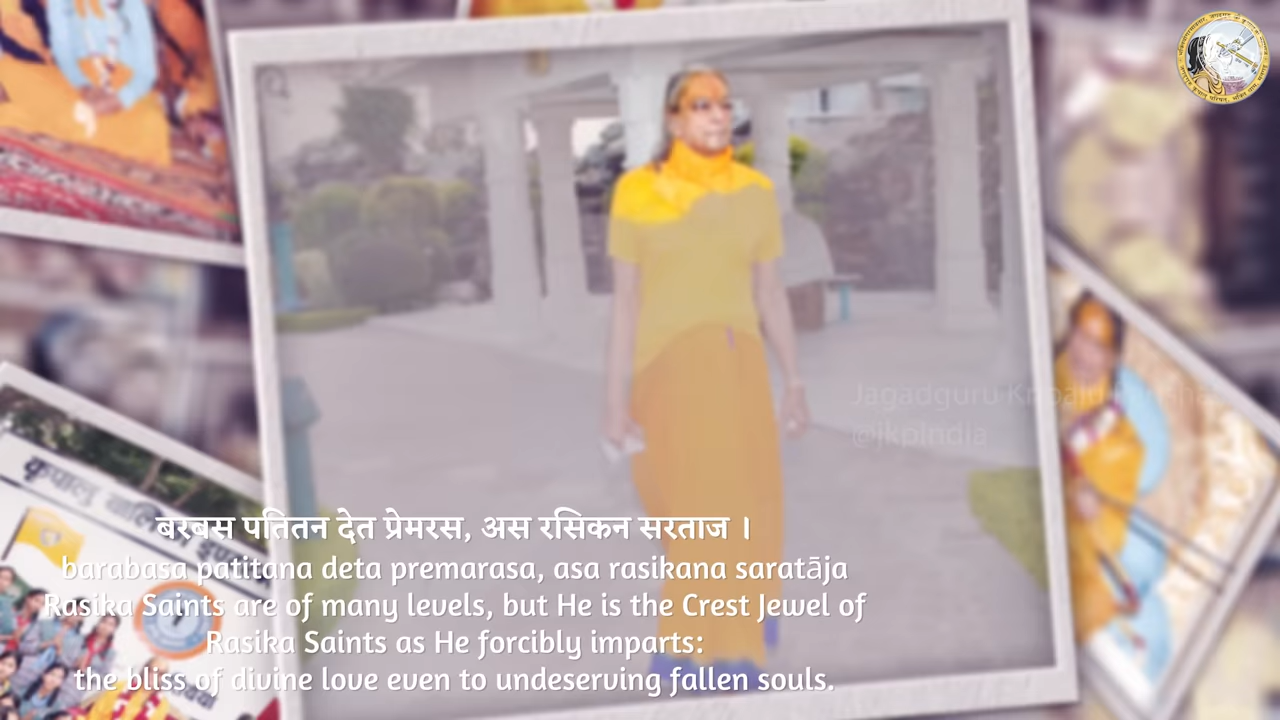 Jagadguru Kripalu
@jkpIndia
बरबस पतितन देत प्रेमरस, अस रसिकन सरताज ।
barabasa patitana deta premarasa, asa rasikana saratāja
Rasika Saints are of many levels, but He is the Crest Jewel of
Rasika Saints as He forcibly imparts:
the bliss of divine love even to undeserving fallen souls.